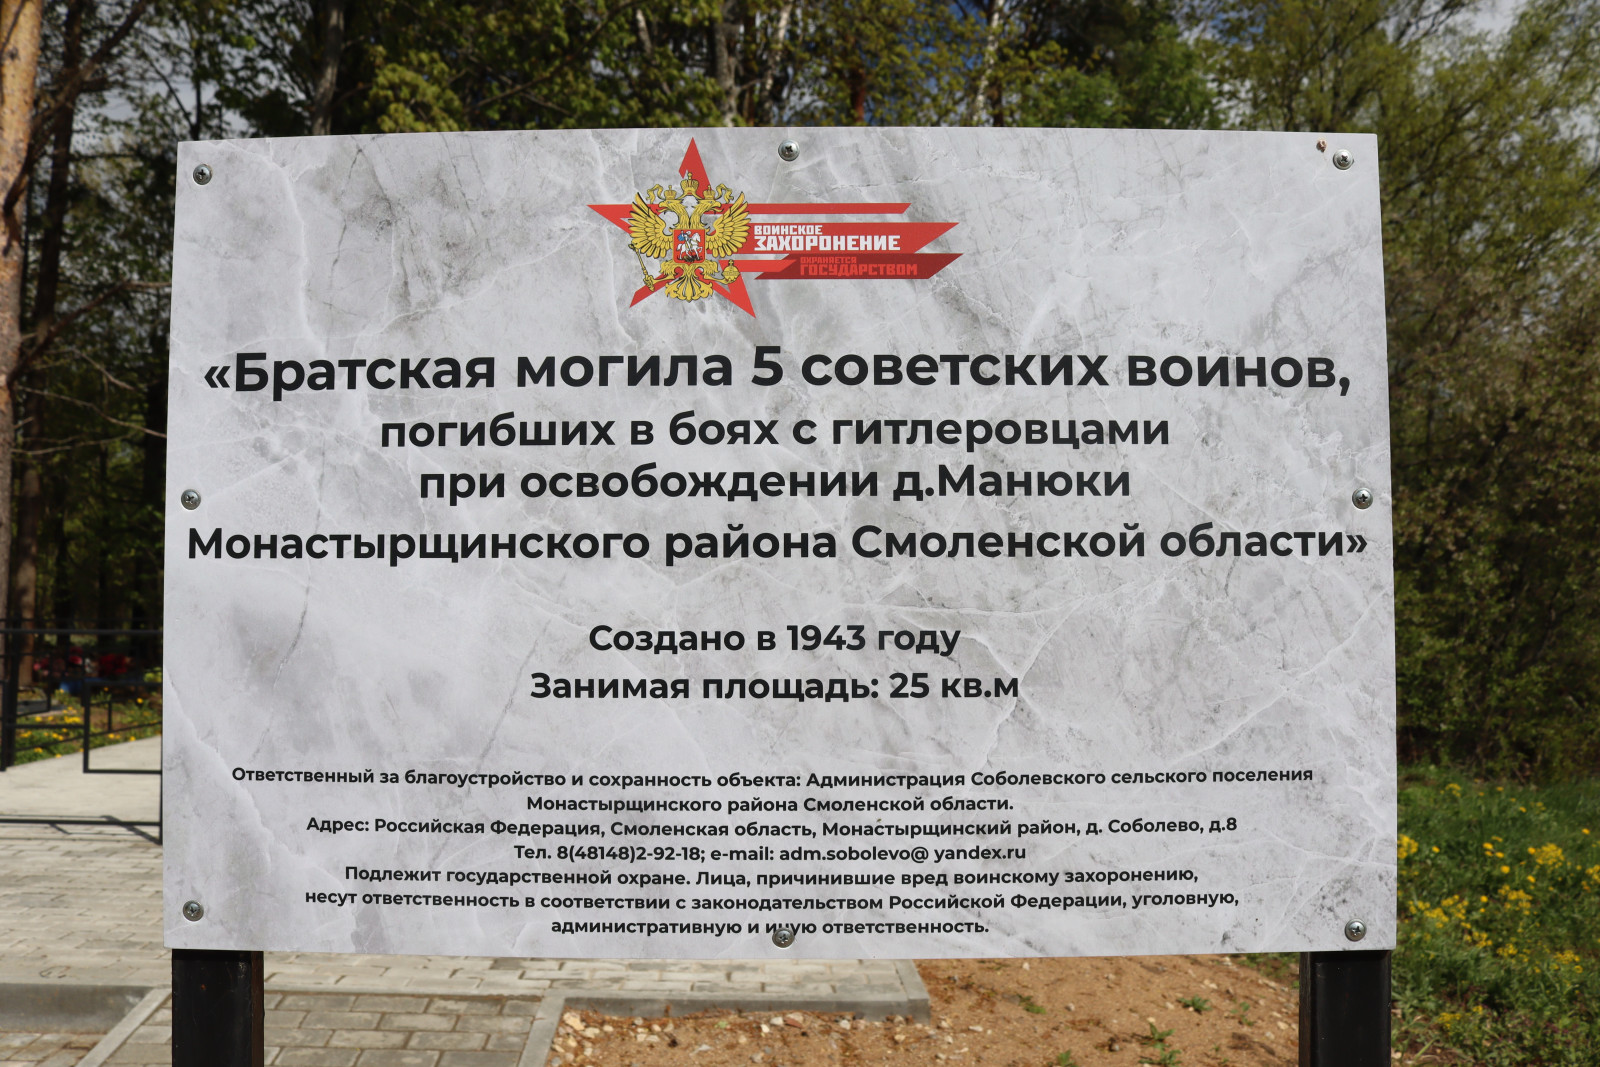 ВОИНСКОЕ
ЗАХОРОНЕНИЕ
ОХРАНЯЕТСЯ
ГОСУДАРСТВОМ
«Братская могила 5 советских воинов,
погибших в боях с гитлеровцами
при освобождении д.Манюки
Монастырщинского района Смоленской области»
Создано в 1943 году
Занимая площадь: 25 кв.м
Ответственный за благоустройство и сохранность объекта: Администрация Соболевского сельского поселения
Монастырщинского района Смоленской области.
Адрес: Российская Федерация, Смоленская область, Монастырщинский район, д. Соболево, д.8
Тел. 8(48148)2-92-18; e-mail: adm.sobolevo@ yandex.ru
Подлежит государственной охране. Лица, причинившие вред воинскому захоронению,
несут ответственность в соответствии с законодательством Российской Федерации, уголовную,
административную и иную ответственность.